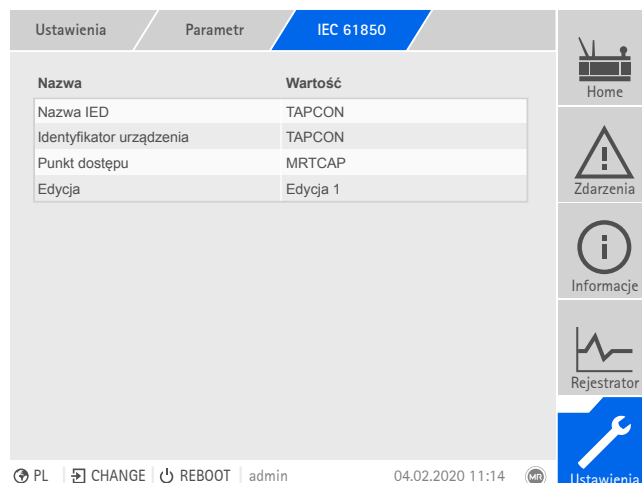 Ustawienia Parametr IEC 61850
Nazwa Wartość
Nazwa IED TAPCON
Identyfikator urządzenia TAPCON
Punkt dostępu MRTCAP
Edycja Edycja 1
Home
Zdarzenia
Informacje
Rejestrator
Ustawienia
PL CHANGE REBOOT admin 04.02.2020 11:14 MR